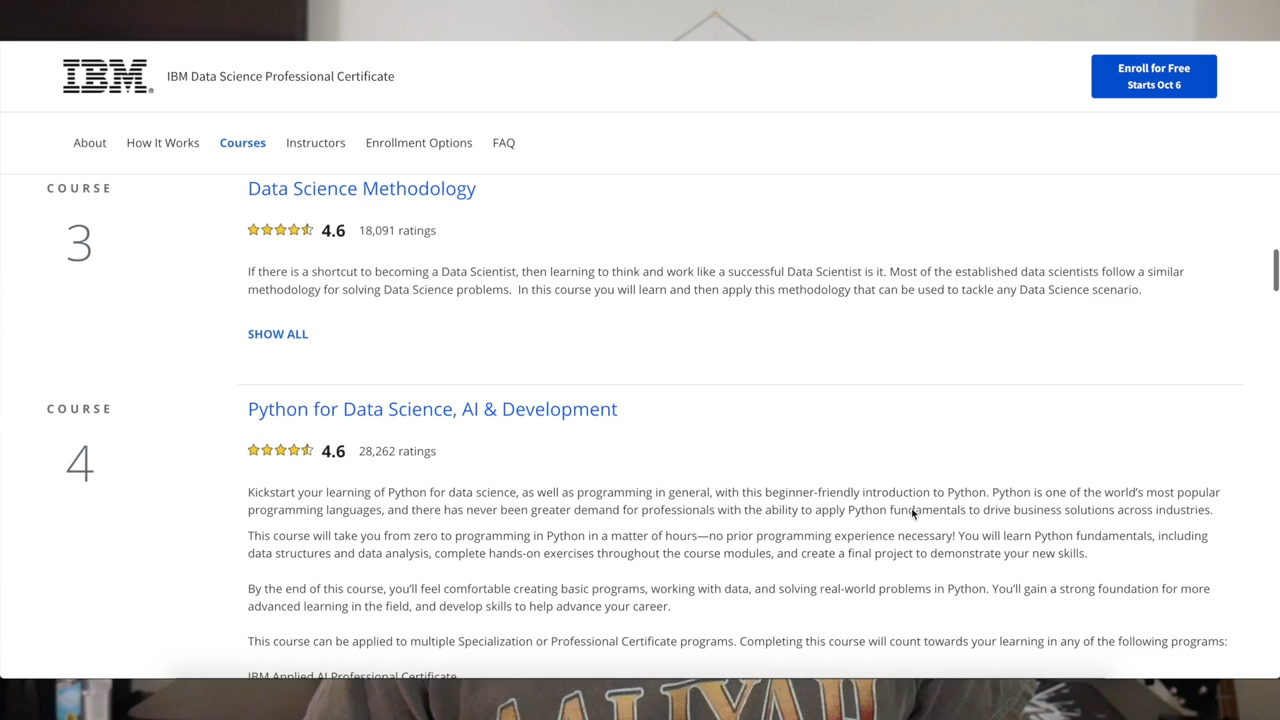 IBM
IBM Data Science Professional Certificate
Enroll for Free
Starts Oct 6
About How It Works Courses Instructors Enrollment Options FAQ
COURSE
3
Data Science Methodology
4.6 18,091 ratings
If there is a shortcut to becoming a Data Scientist, then learning to think and work like a successful Data Scientist is it. Most of the established data scientists follow a similar
methodology for solving Data Science problems. In this course you will learn and then apply this methodology that can be used to tackle any Data Science scenario.
SHOW ALL
COURSE
4
Python for Data Science, AI & Development
4.6 28,262 ratings
Kickstart your learning of Python for data science, as well as programming in general, with this beginner-friendly introduction to Python. Python is one of the world's most popular
programming languages, and there has never been greater demand for professionals with the ability to apply Python fundamentals to drive business solutions across industries.
This course will take you from zero to programming in Python in a matter of hours—no prior programming experience necessary! You will learn Python fundamentals, including
data structures and data analysis, complete hands-on exercises throughout the course modules, and create a final project to demonstrate your new skills.
By the end of this course, you'll feel comfortable creating basic programs, working with data, and solving real-world problems in Python. You'll gain a strong foundation for more
advanced learning in the field, and develop skills to help advance your career.
This course can be applied to multiple Specialization or Professional Certificate programs. Completing this course will count towards your learning in any of the following programs:
IBM Applied AI Professional Certificate
AALIYAH